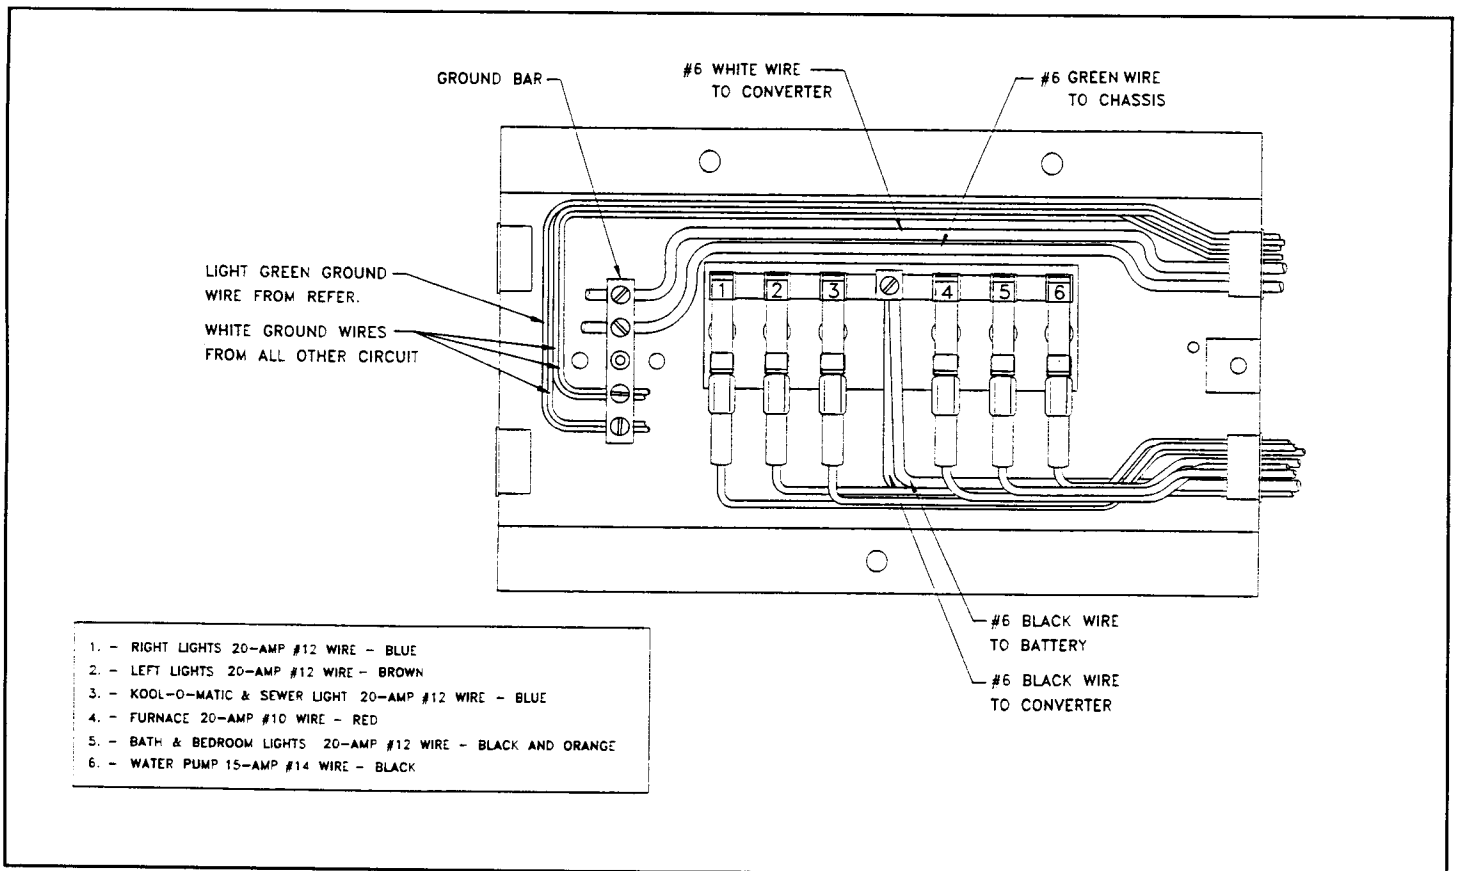 GROUND BAR
#6 WHITE WIRE
TO CONVERTER
#6 GREEN WIRE
TO CHASSIS
LIGHT GREEN GROUND
WIRE FROM REFER.
WHITE GROUND WIRES
FROM ALL OTHER CIRCUIT
1 2 3 4 5 6
#6 BLACK WIRE
TO BATTERY
#6 BLACK WIRE
TO CONVERTER
1. - RIGHT LIGHTS 20-AMP #12 WIRE - BLUE
2. - LEFT LIGHTS 20-AMP #12 WIRE - BROWN
3. - KOOL-O-MATIC & SEWER LIGHT 20-AMP #12 WIRE - BLUE
4. - FURNACE 20-AMP #10 WIRE - RED
5. - BATH & BEDROOM LIGHTS 20-AMP #12 WIRE - BLACK AND ORANGE
6. - WATER PUMP 15-AMP #14 WIRE - BLACK